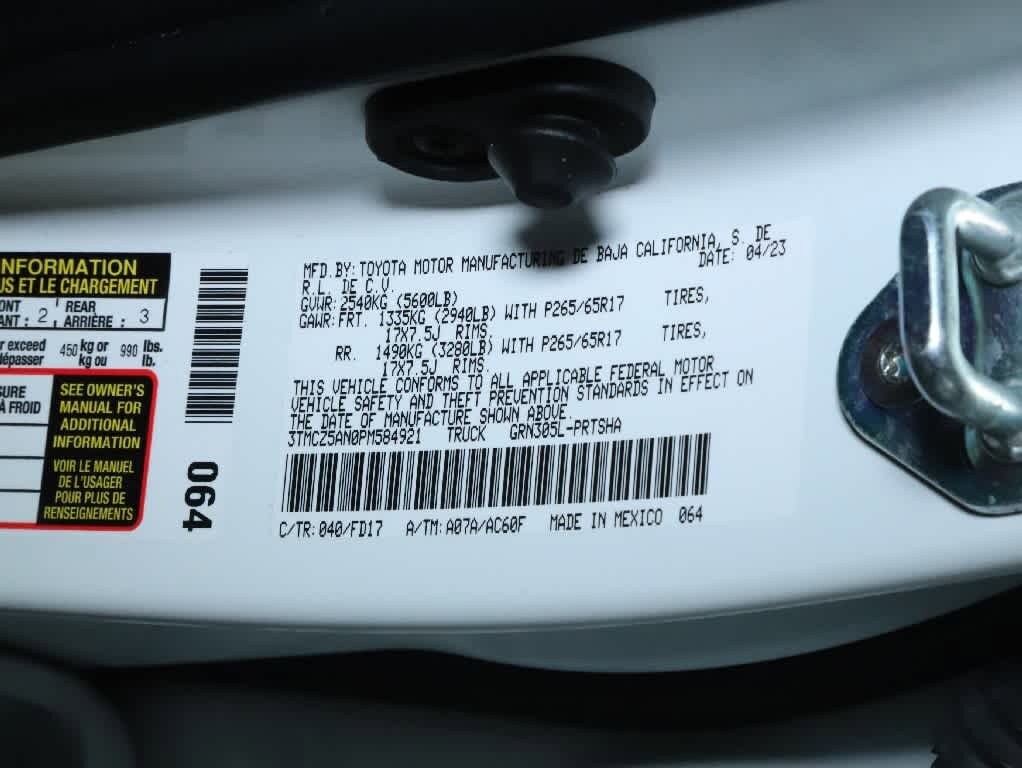 NFORMATION
US ET LE CHARGEMENT
ONT REAR
ANT : 2 , ARRIÈRE : 3
r exceed 450 kg or 990 lbs.
dépasser kg ou lb.
SURE
À FROID
SEE OWNER'S
MANUAL FOR
ADDITIONAL
INFORMATION
VOIR LE MANUEL
DE L'USAGER
POUR PLUS DE
RENSEIGNEMENTS
064
MFD.BY: TOYOTA MOTOR MANUFACTURING DE BAJA CALIFORNIA, S. DE
R.L. DE C.V. DATE: 04/23
GVWR: 2540KG (5600LB)
GAWR: FRT. 1335KG (2940LB) WITH P265/65R17 TIRES,
17X7.5J RIMS.
RR. 1490KG (3280LB) WITH P265/65R17 TIRES,
17X7.5J RIMS.
THIS VEHICLE CONFORMS TO ALL APPLICABLE FEDERAL MOTOR
VEHICLE SAFETY AND THEFT PREVENTION STANDARDS IN EFFECT ON
THE DATE OF MANUFACTURE SHOWN ABOVE.
3TMCZ5AN0PM584921 TRUCK GRN305L-PRTSHA
C/TR: 040/FD17 A/TM: A07A/AC60F MADE IN MEXICO 064